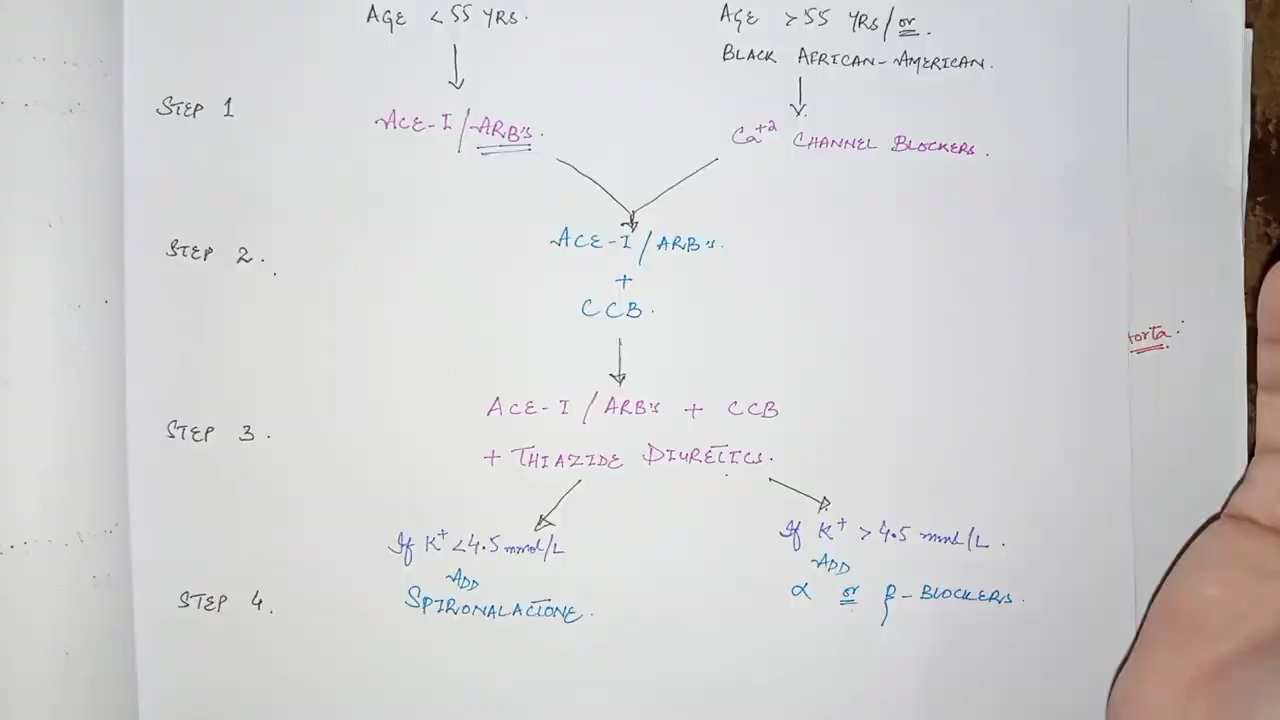 AGE < 55 YRS.
AGE > 55 YRS/or.
BLACK AFRICAN-AMERICAN.
STEP 1
ACE-I/ARB's.
Ca+2 CHANNEL BLOCKERS.
STEP 2.
ACE-I/ARB's.
+
CCB.
STEP 3.
ACE-I/ARB's + CCB
+ THIAZIDE DIURETICS.
If K+ <4.5 mmol/L
If K+ >4.5 mmol/L.
ADD
ADD
STEP 4.
SPIRONALACTONE.
α or β-BLOCKERS.